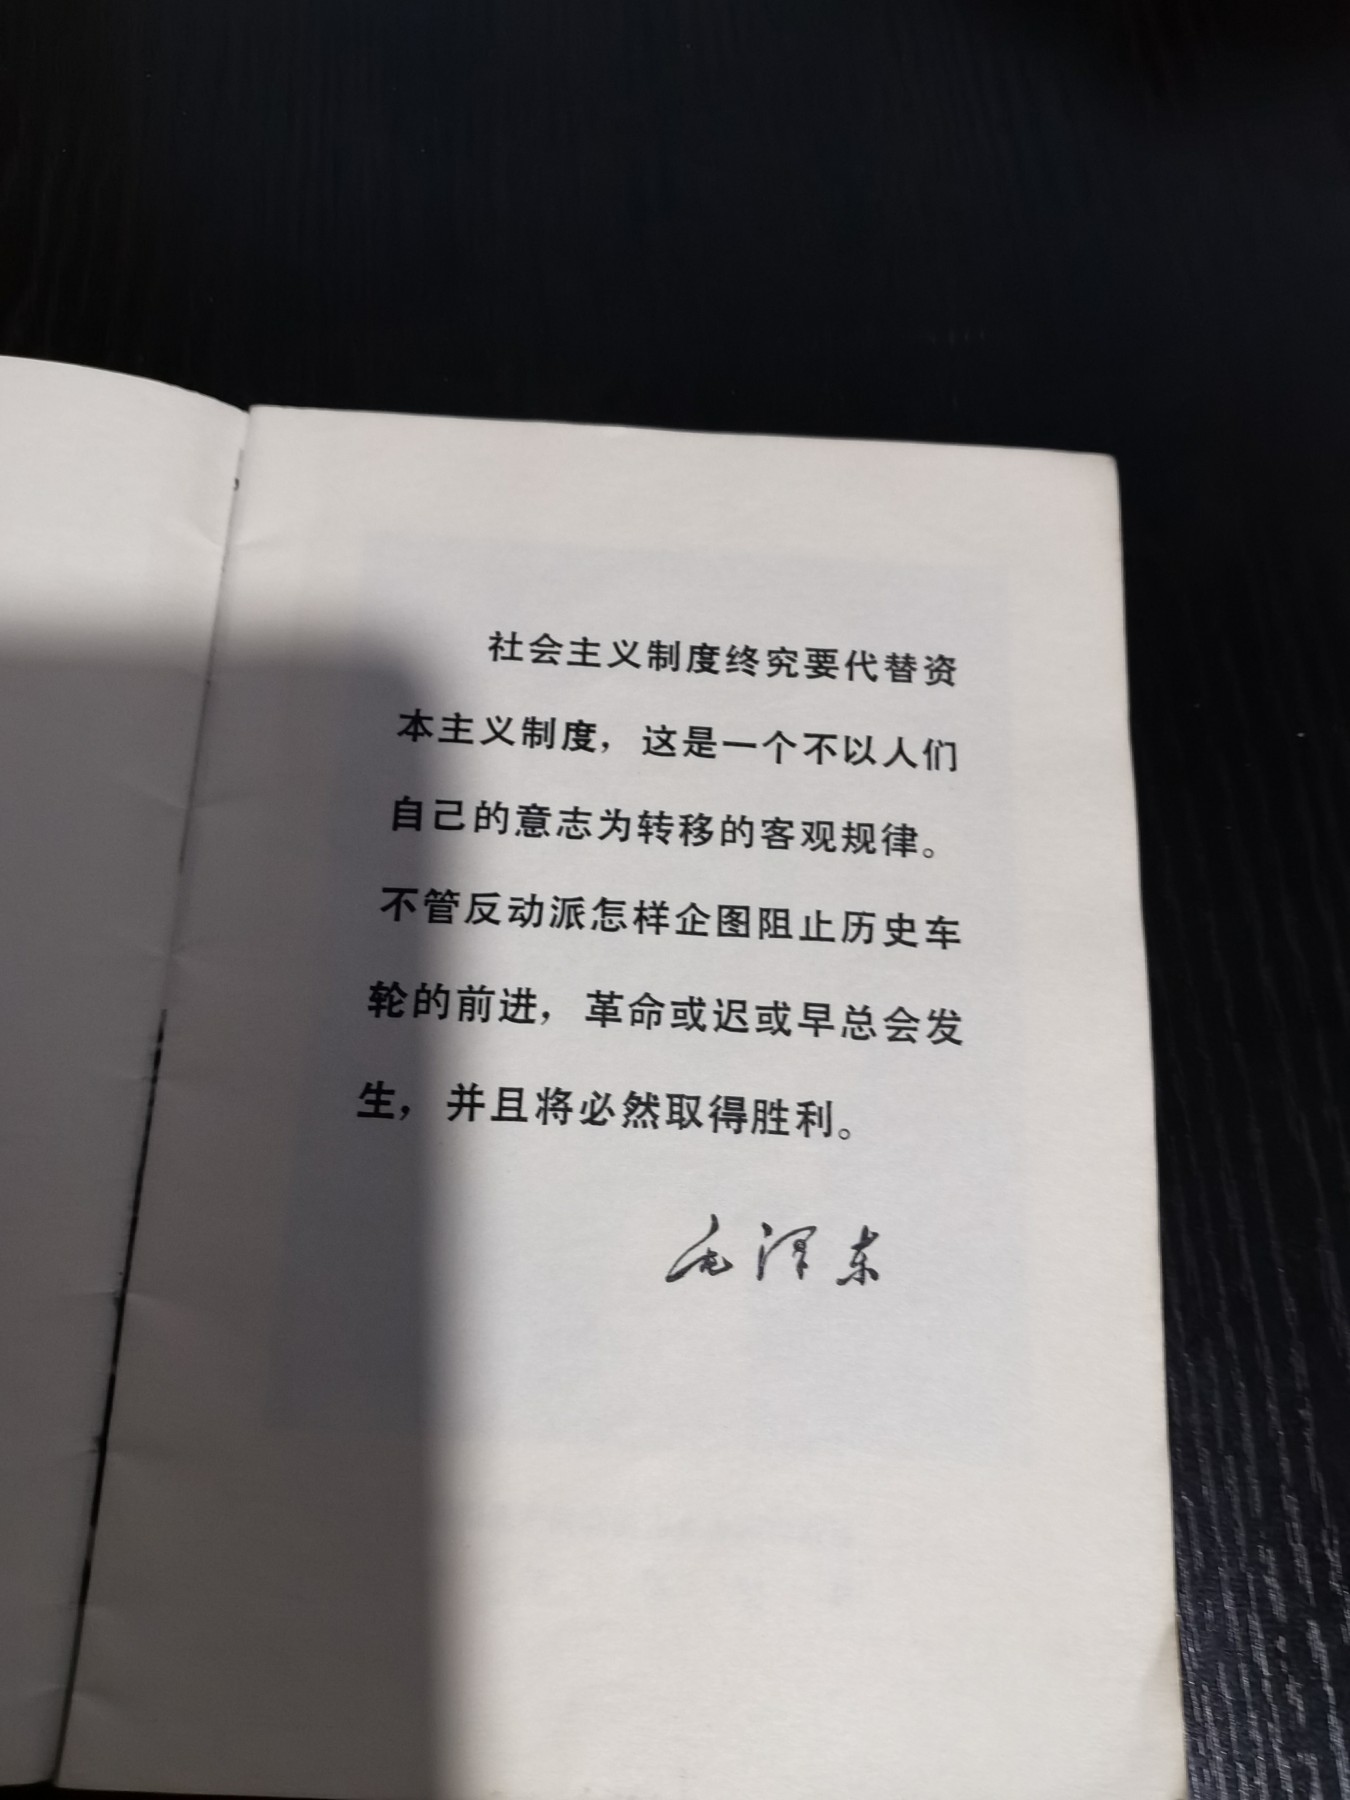 社会主义制度终究要代替资
本主义制度，这是一个不以人们
自己的意志为转移的客观规律。
不管反动派怎样企图阻止历史车
轮的前进，革命或迟或早总会发
生，并且将必然取得胜利。
毛泽东